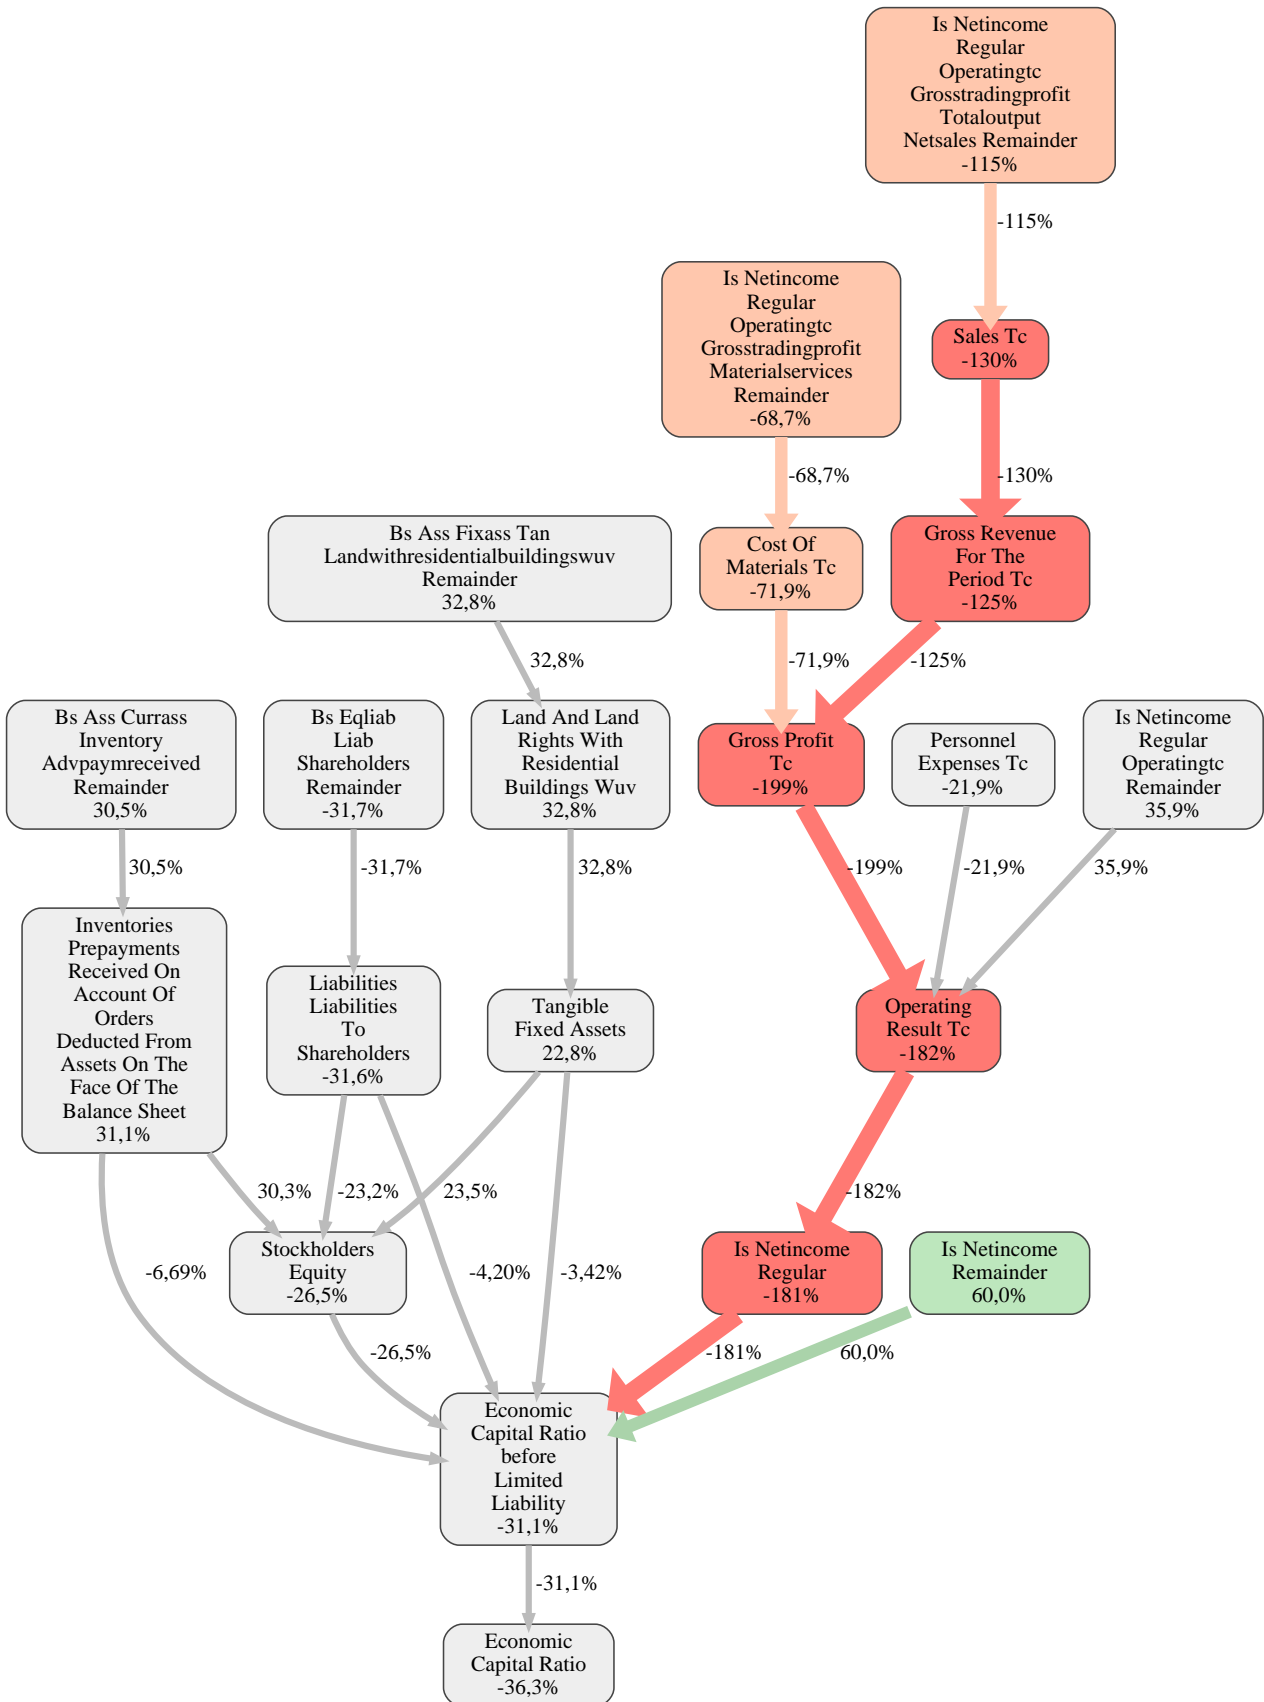 Is Netincome
Regular
Operatingtc
Grosstradingprofit
Totaloutput
Netsales Remainder
-115%
-115%
Is Netincome
Regular
Operatingtc
Grosstradingprofit
Materialservices
Remainder
-68,7%
Sales Tc
-130%
-68,7%
-130%
Bs Ass Fixass Tan
Landwithresidentialbuildingswuv
Remainder
32,8%
Cost Of
Materials Tc
-71,9%
Gross Revenue
For The
Period Tc
-125%
32,8%
-71,9%
-125%
Bs Ass Currass
Inventory
Advpaymreceived
Remainder
30,5%
Bs Eqliab
Liab
Shareholders
Remainder
-31,7%
Land And Land
Rights With
Residential
Buildings Wuv
32,8%
Gross Profit
Tc
-199%
Personnel
Expenses Tc
-21,9%
Is Netincome
Regular
Operatingtc
Remainder
35,9%
30,5%
-31,7%
32,8%
-199%
-21,9%
35,9%
Inventories
Prepayments
Received On
Account Of
Orders
Deducted From
Assets On The
Face Of The
Balance Sheet
31,1%
Liabilities
Liabilities
To
Shareholders
-31,6%
Tangible
Fixed Assets
22,8%
Operating
Result Tc
-182%
30,3%
-23,2%
23,5%
-182%
Stockholders
Equity
-26,5%
Is Netincome
Regular
-181%
Is Netincome
Remainder
60,0%
-6,69%
-4,20%
-3,42%
-26,5%
-181%
60,0%
Economic
Capital Ratio
before
Limited
Liability
-31,1%
-31,1%
Economic
Capital Ratio
-36,3%